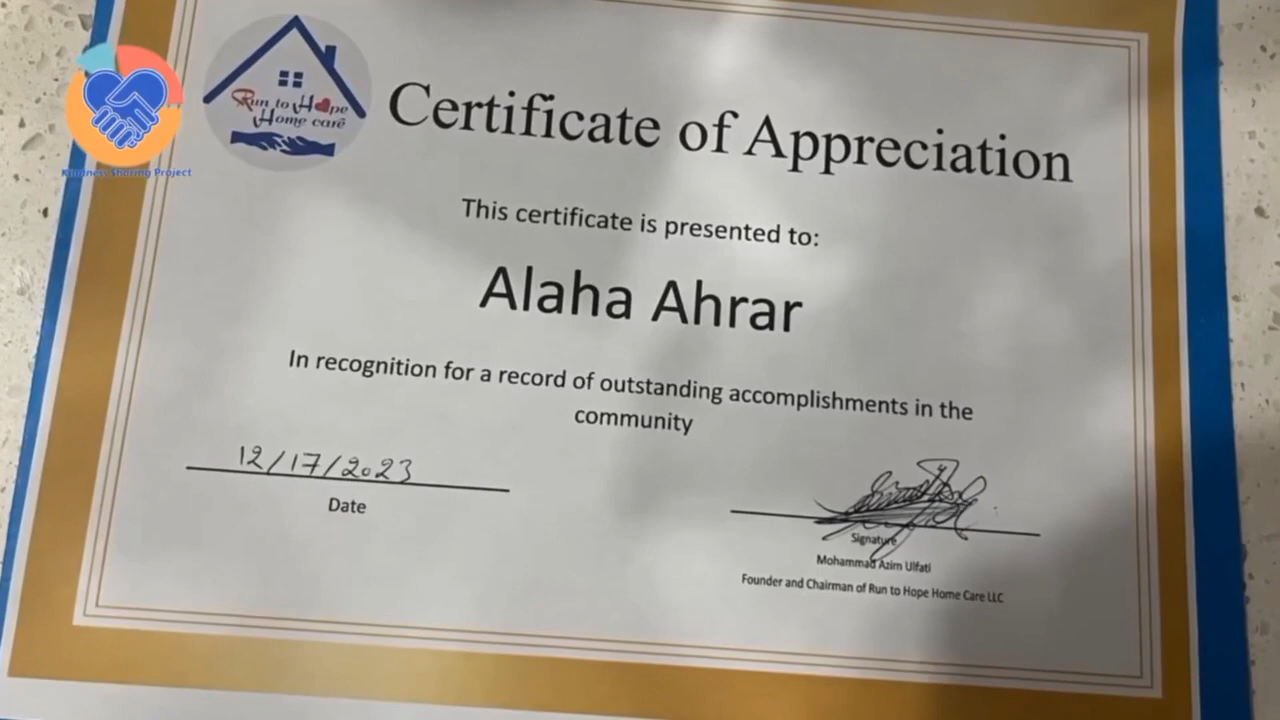 Kindness Sharing Project
Run to Hope
Home care
Certificate of Appreciation
This certificate is presented to:
Alaha Ahrar
In recognition for a record of outstanding accomplishments in the
community
12/17/2023
Date
Signature
Mohammad Azim Ulfati
Founder and Chairman of Run to Hope Home Care LLC